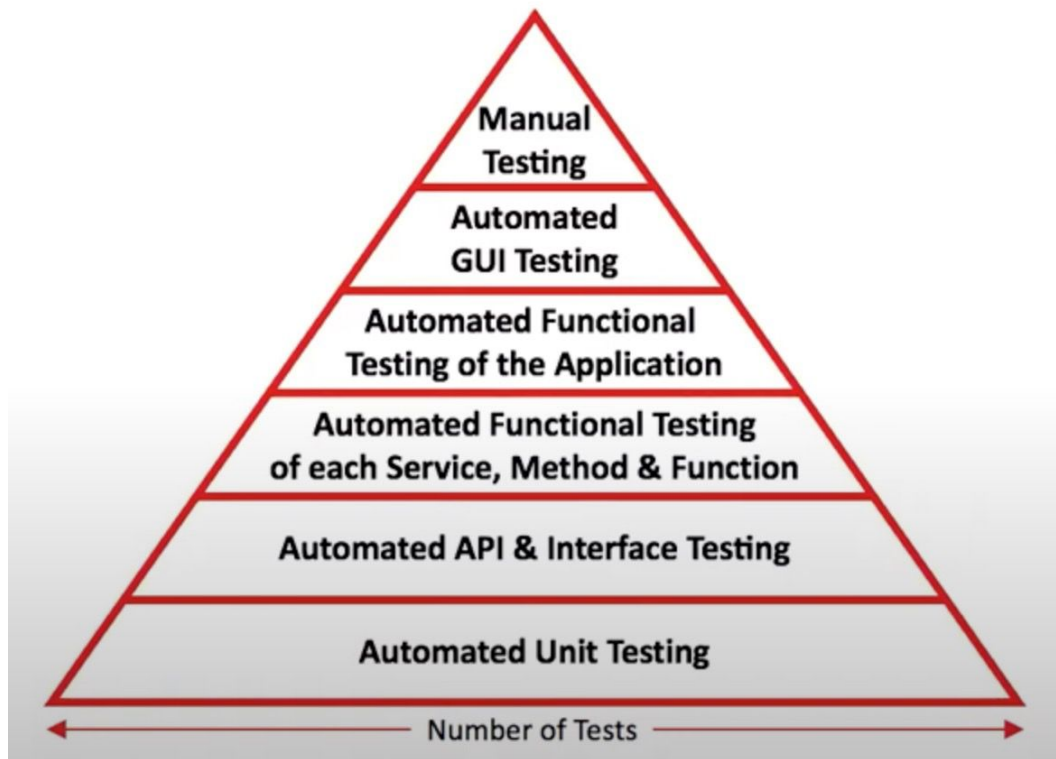 Manual
Testing
Automated
GUI Testing
Automated Functional
Testing of the Application
Automated Functional Testing
of each Service, Method & Function
Automated API & Interface Testing
Automated Unit Testing
Number of Tests